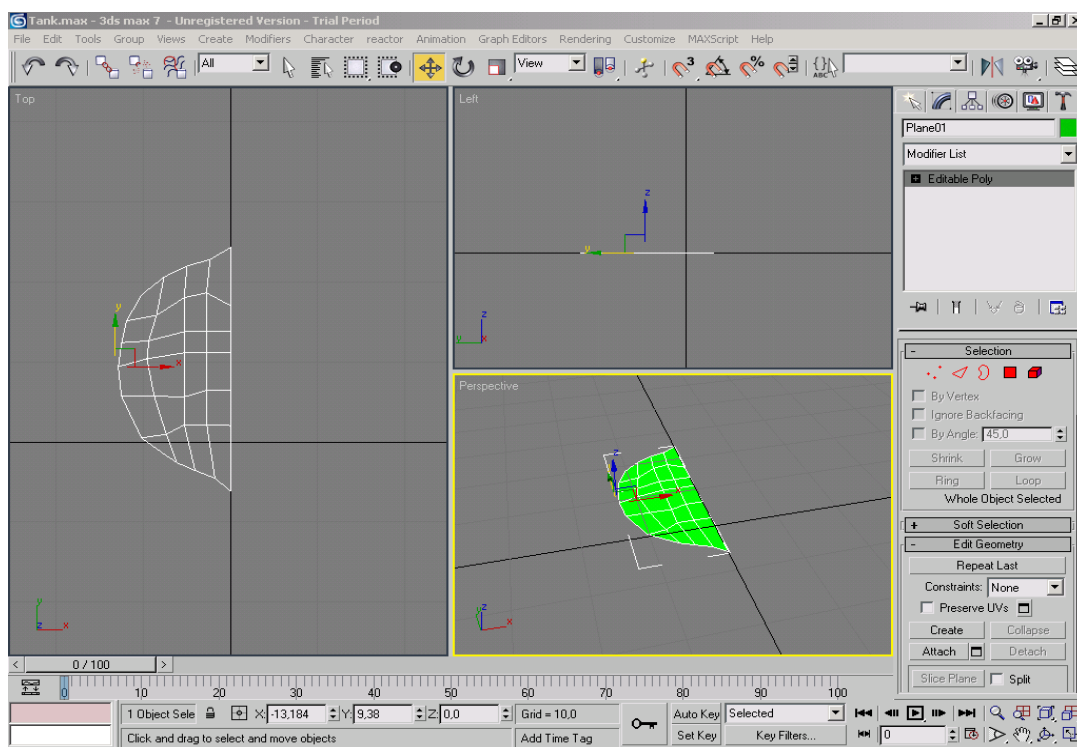 Tank.max - 3ds max 7 - Unregistered Version - Trial Period
File Edit Tools Group Views Create Modifiers Character reactor Animation Graph Editors Rendering Customize MAXScript Help
All View 3 % ABC
Top
Left
Perspective
Plane01
Modifier List
Editable Poly
Selection
By Vertex
Ignore Backfacing
By Angle: 45,0
Shrink Grow
Ring Loop
Whole Object Selected
Soft Selection
Edit Geometry
Repeat Last
Constraints: None
Preserve UVs
Create Collapse
Attach Detach
Slice Plane Split
y x
z x
z y
z y x
z x
y z x
0 / 100
0 10 20 30 40 50 60 70 80 90 100
1 Object Sele X: -13,184 Y: 9,38 Z: 0,0 Grid = 10,0 Auto Key Selected
Click and drag to select and move objects Add Time Tag Set Key Key Filters... 0